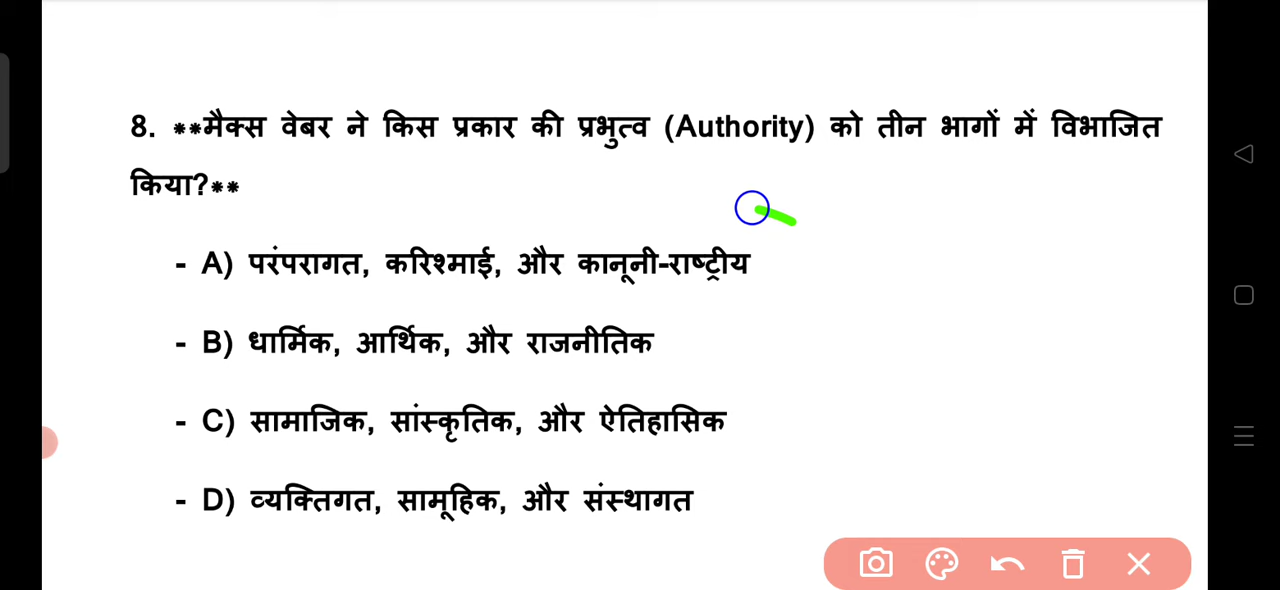 8. **मैक्स वेबर ने किस प्रकार की प्रभुत्व (Authority) को तीन भागों में विभाजित
किया?**
- A) परंपरागत, करिश्माई, और कानूनी-राष्ट्रीय
- B) धार्मिक, आर्थिक, और राजनीतिक
- C) सामाजिक, सांस्कृतिक, और ऐतिहासिक
- D) व्यक्तिगत, सामूहिक, और संस्थागत